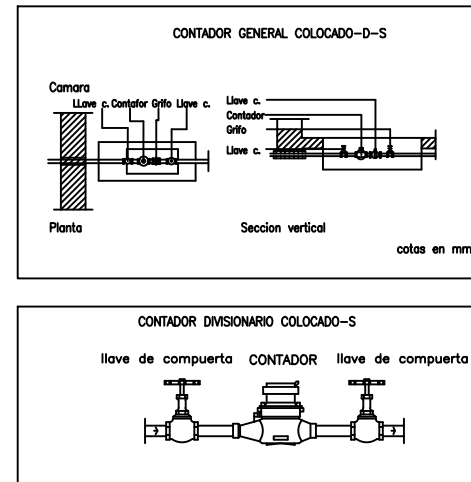 CONTADOR GENERAL COLOCADO-D-S
Camara
LLave c. Contafor Grifo Llave c.
Planta
Llave c.
Contador
Grifo
Llave c.
Seccion vertical
cotas en mm
CONTADOR DIVISIONARIO COLOCADO-S
llave de compuerta CONTADOR llave de compuerta